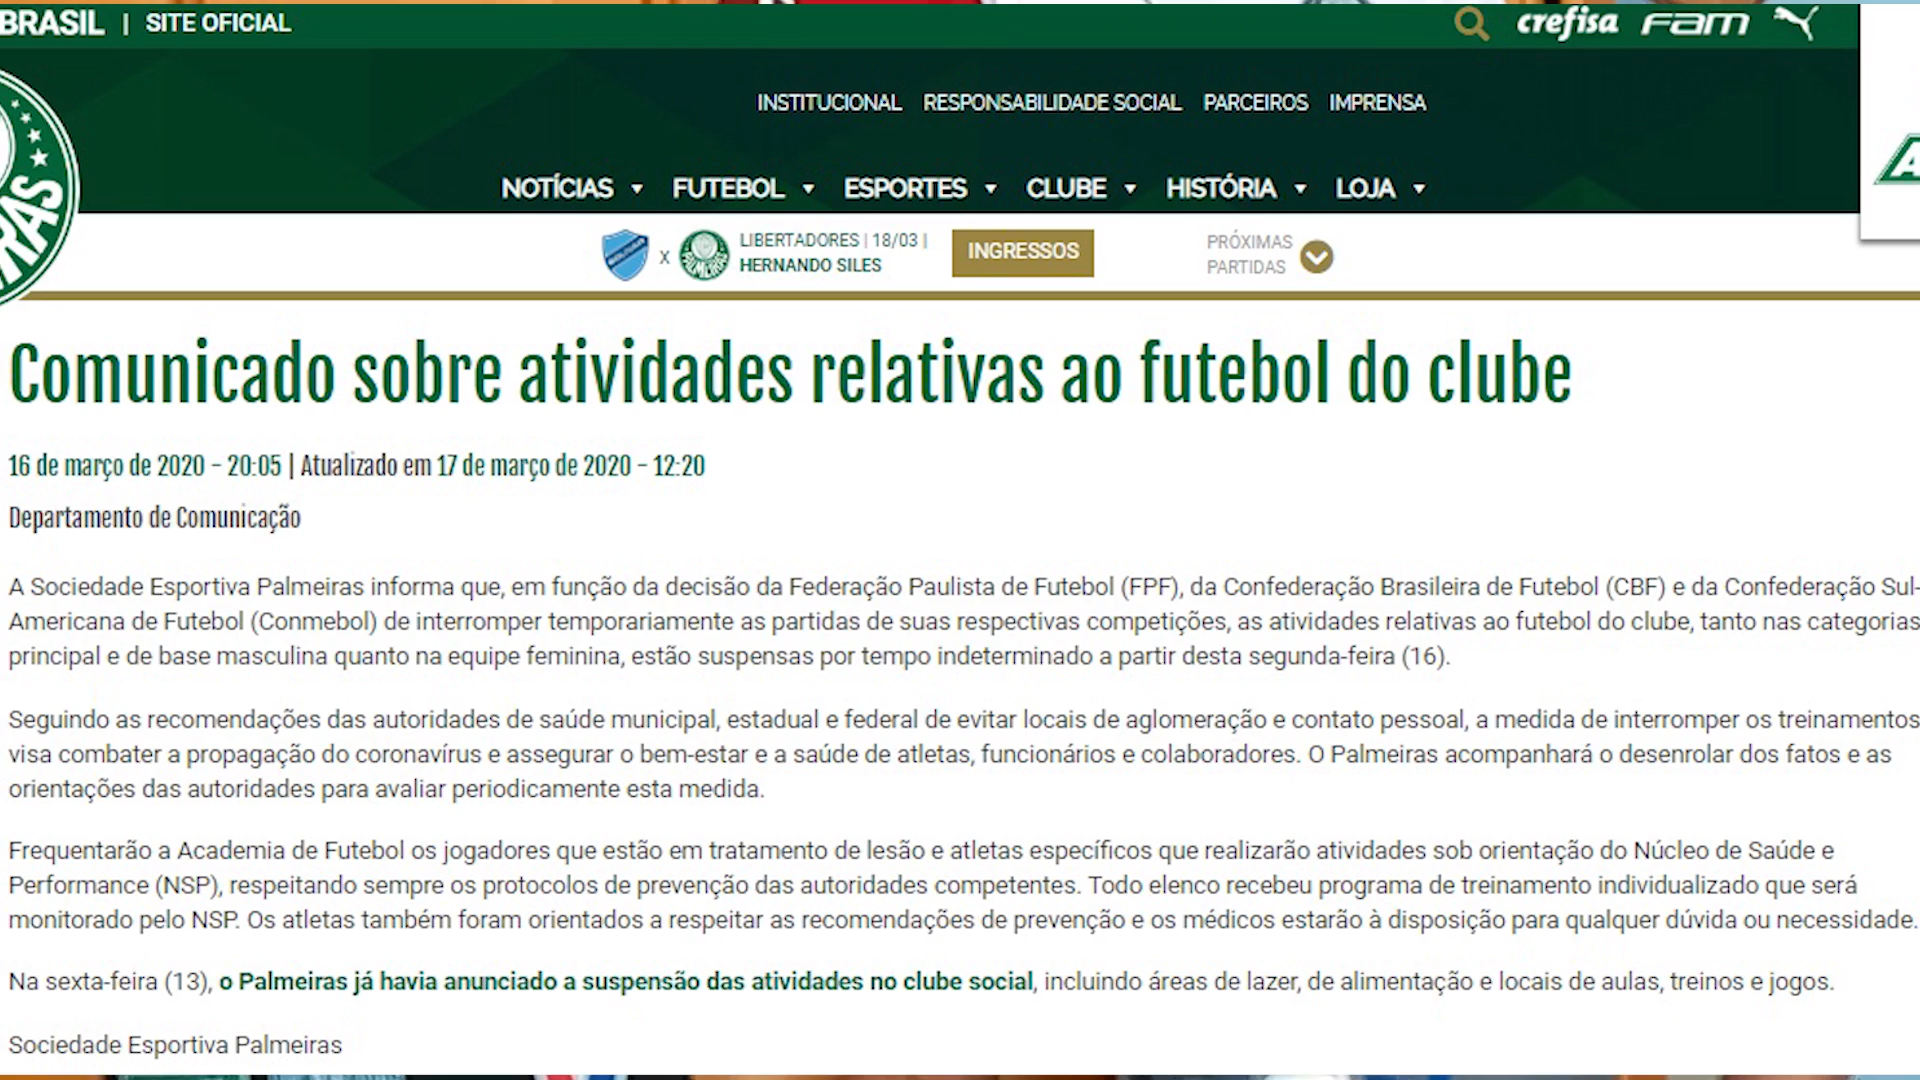 BRASIL | SITE OFICIAL
crefisa FAM
INSTITUCIONAL RESPONSABILIDADE SOCIAL PARCEIROS IMPRENSA
NOTÍCIAS FUTEBOL ESPORTES CLUBE HISTÓRIA LOJA
X
LIBERTADORES | 18/03 |
HERNANDO SILES
INGRESSOS
PRÓXIMAS
PARTIDAS
Comunicado sobre atividades relativas ao futebol do clube
16 de março de 2020 - 20:05 | Atualizado em 17 de março de 2020 - 12:20
Departamento de Comunicação
A Sociedade Esportiva Palmeiras informa que, em função da decisão da Federação Paulista de Futebol (FPF), da Confederação Brasileira de Futebol (CBF) e da Confederação Sul-
Americana de Futebol (Conmebol) de interromper temporariamente as partidas de suas respectivas competições, as atividades relativas ao futebol do clube, tanto nas categorias
principal e de base masculina quanto na equipe feminina, estão suspensas por tempo indeterminado a partir desta segunda-feira (16).
Seguindo as recomendações das autoridades de saúde municipal, estadual e federal de evitar locais de aglomeração e contato pessoal, a medida de interromper os treinamentos
visa combater a propagação do coronavírus e assegurar o bem-estar e a saúde de atletas, funcionários e colaboradores. O Palmeiras acompanhará o desenrolar dos fatos e as
orientações das autoridades para avaliar periodicamente esta medida.
Frequentarão a Academia de Futebol os jogadores que estão em tratamento de lesão e atletas específicos que realizarão atividades sob orientação do Núcleo de Saúde e
Performance (NSP), respeitando sempre os protocolos de prevenção das autoridades competentes. Todo elenco recebeu programa de treinamento individualizado que será
monitorado pelo NSP. Os atletas também foram orientados a respeitar as recomendações de prevenção e os médicos estarão à disposição para qualquer dúvida ou necessidade.
Na sexta-feira (13), o Palmeiras já havia anunciado a suspensão das atividades no clube social, incluindo áreas de lazer, de alimentação e locais de aulas, treinos e jogos.
Sociedade Esportiva Palmeiras